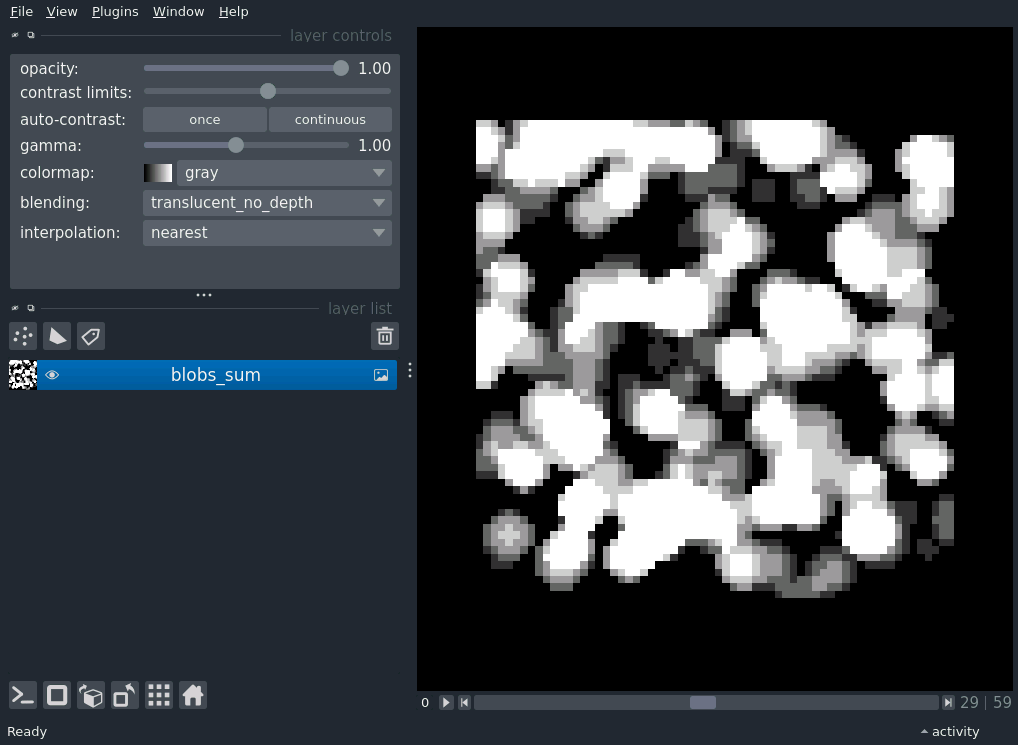 File View Plugins Window Help
layer controls
opacity: 1.00
contrast limits:
auto-contrast: once continuous
gamma: 1.00
colormap: gray
blending: translucent_no_depth
interpolation: nearest
layer list
blobs_sum
0 29 | 59
Ready activity